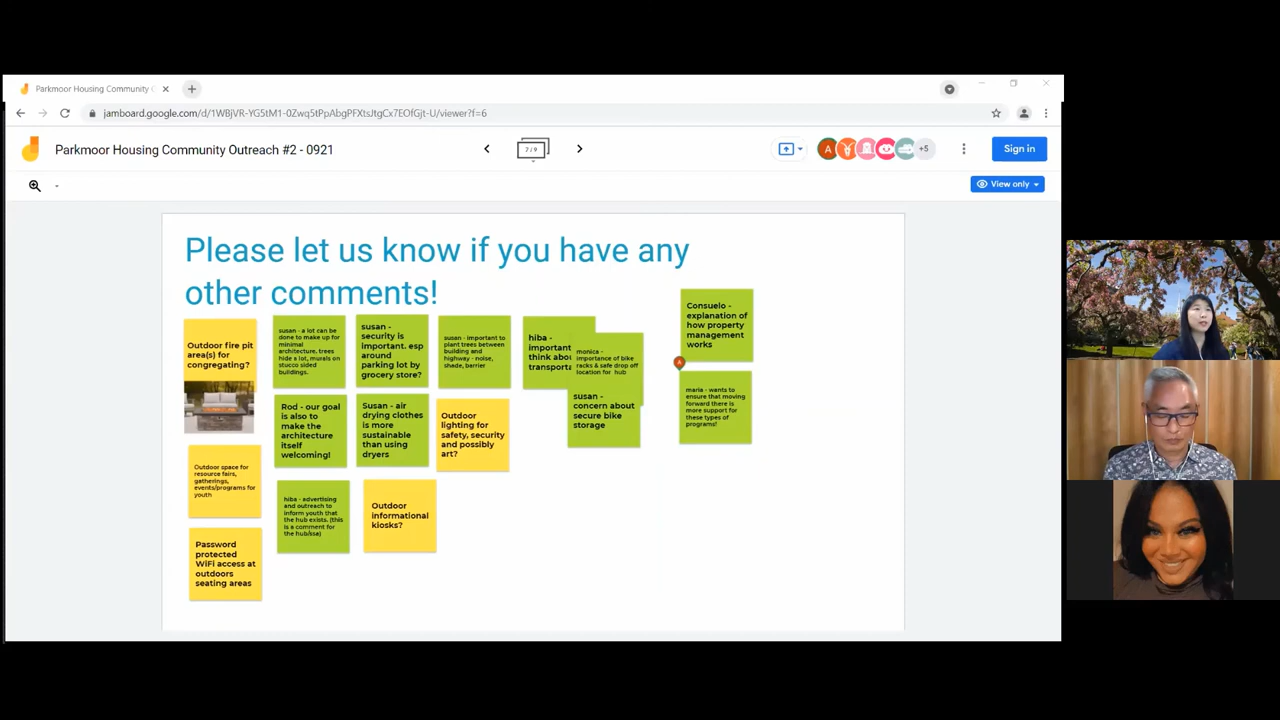 Parkmoor Housing Community
jamboard.google.com/d/1WBjVR-YG5tM1-0Zwq5tPpAbgPFXtsJtgCx7EOfGjt-U/viewer?f=6
Parkmoor Housing Community Outreach #2 - 0921
7/9
A
+5
Sign in
View only
Please let us know if you have any
other comments!
Outdoor fire pit
area(s) for
congregating?
susan - a lot can be
done to make up for
minimal
architecture. trees
hide a lot, murals on
stucco sided
buildings.
susan -
security is
important. esp
around
parking lot by
grocery store?
susan - important to
plant trees between
building and
highway - noise,
shade, barrier
hiba -
important
think about
monica -
importance of bike
racks & safe drop off
location for hub
susan -
concern about
secure bike
storage
Consuelo -
explanation of
how property
management
works
A
maria - wants to
ensure that moving
forward there is
more support for
these types of
programs!
Rod - our goal
is also to
make the
architecture
itself
welcoming!
Susan - air
drying clothes
is more
sustainable
than using
dryers
Outdoor
lighting for
safety, security
and possibly
art?
Outdoor space for
resource fairs,
gatherings,
events/programs for
youth
hiba - advertising
and outreach to
inform youth that
the hub exists. (this
is a comment for
the hub/ssa)
Outdoor
informational
kiosks?
Password
protected
WiFi access at
outdoors
seating areas